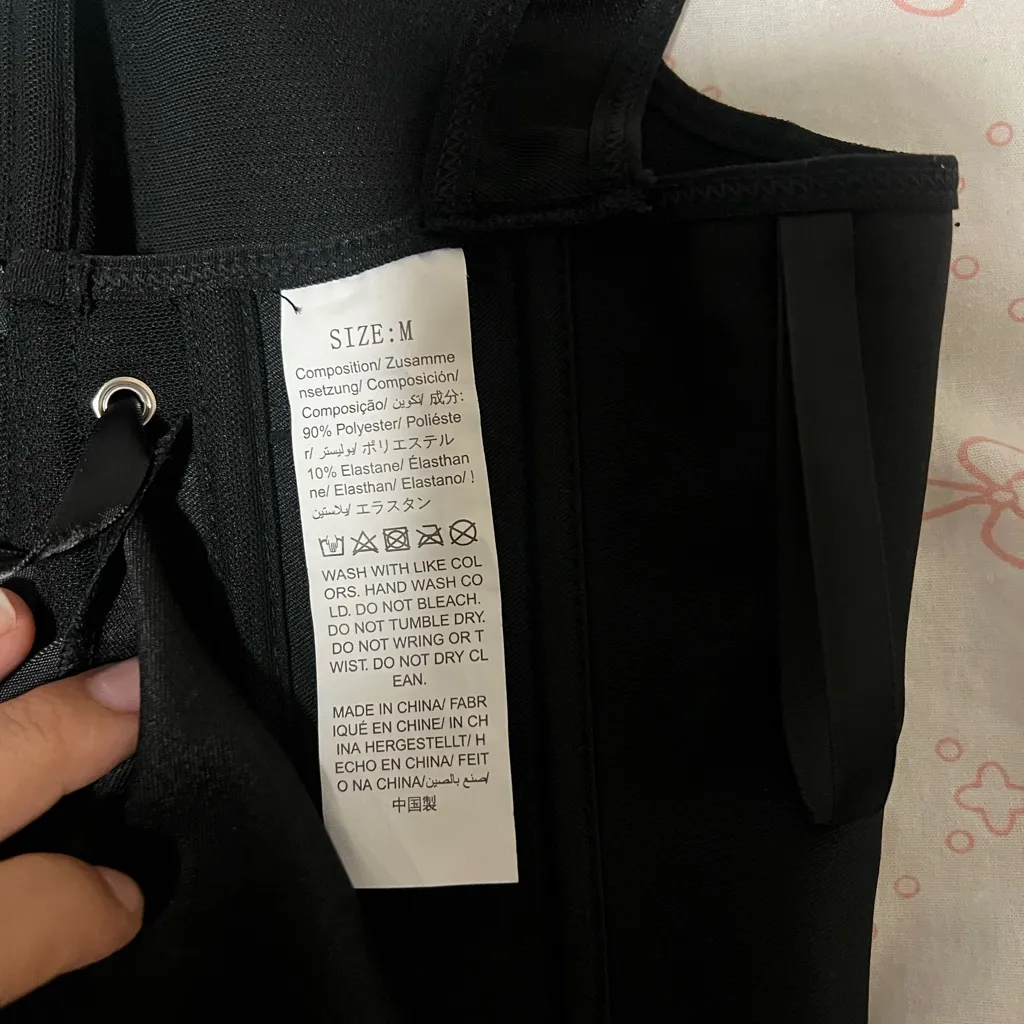 SIZE:M
Composition/ Zusamme
nsetzung/ Composición/
Composição/ تكوين/ 成分:
90% Polyester/ Poliéste
r/ بوليستر/ ポリエステル
10% Elastane/ Élasthan
ne/ Elasthan/ Elastano/ !
يلاستين/ エラスタン
WASH WITH LIKE COL
ORS. HAND WASH CO
LD. DO NOT BLEACH.
DO NOT TUMBLE DRY.
DO NOT WRING OR T
WIST. DO NOT DRY CL
EAN.
MADE IN CHINA/ FABR
IQUÉ EN CHINE/ IN CH
INA HERGESTELLT/ H
ECHO EN CHINA/ FEIT
O NA CHINA/صنع بالصين/
中国製